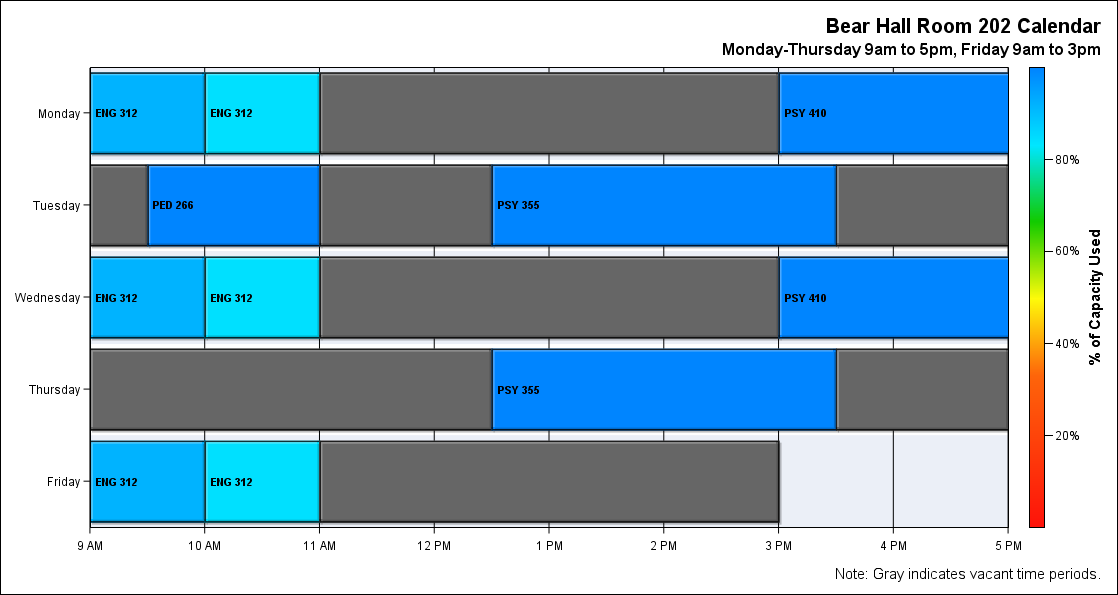 Bear Hall Room 202 Calendar
Monday-Thursday 9am to 5pm, Friday 9am to 3pm
Monday
ENG 312
ENG 312
PSY 410
80%
Tuesday
PED 266
PSY 355
60%
% of Capacity Used
Wednesday
ENG 312
ENG 312
PSY 410
40%
Thursday
PSY 355
20%
Friday
ENG 312
ENG 312
9 AM
10 AM
11 AM
12 PM
1 PM
2 PM
3 PM
4 PM
5 PM
Note: Gray indicates vacant time periods.